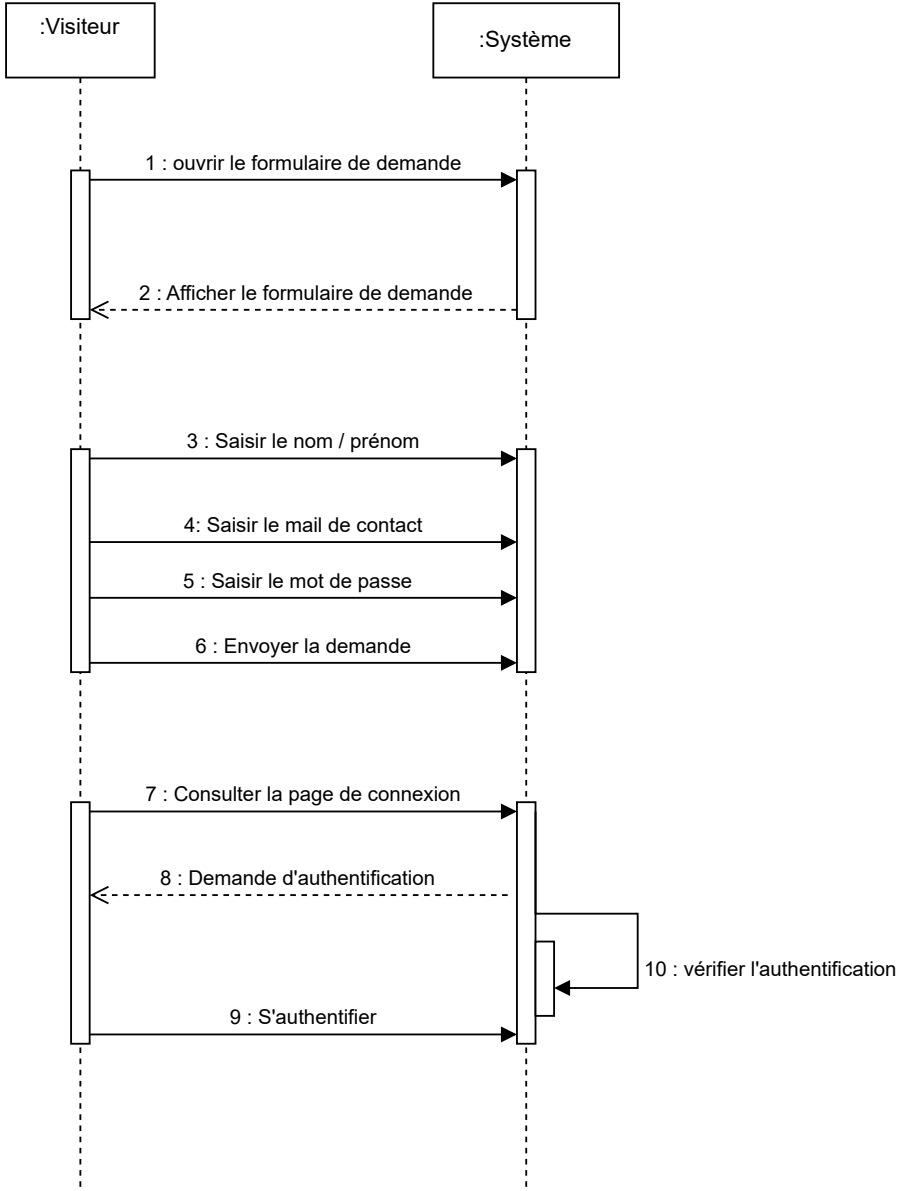 :Visiteur
:Système
1 : ouvrir le formulaire de demande
2 : Afficher le formulaire de demande
3 : Saisir le nom / prénom
4: Saisir le mail de contact
5 : Saisir le mot de passe
6 : Envoyer la demande
7 : Consulter la page de connexion
8 : Demande d'authentification
10 : vérifier l'authentification
9 : S'authentifier